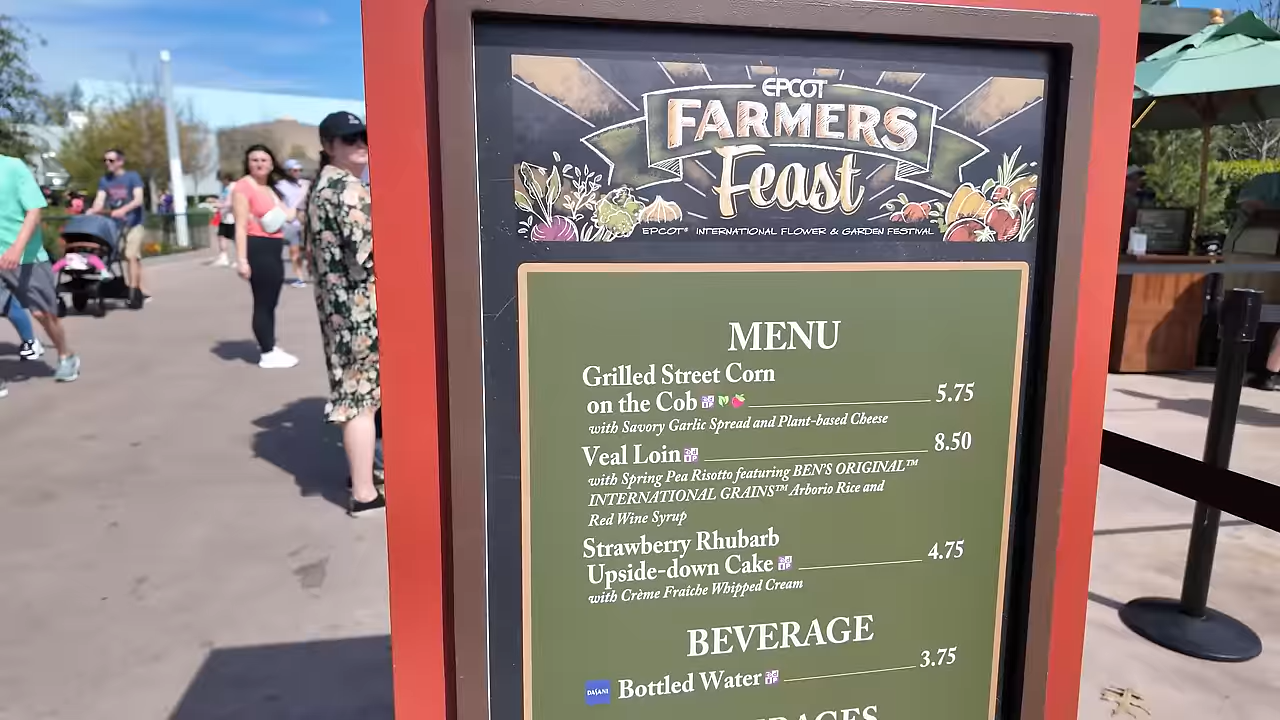 EPCOT
FARMERS
Feast
EPCOT® INTERNATIONAL FLOWER & GARDEN FESTIVAL
MENU
Grilled Street Corn
on the Cob 5.75
with Savory Garlic Spread and Plant-based Cheese
Veal Loin 8.50
with Spring Pea Risotto featuring BEN'S ORIGINAL™
INTERNATIONAL GRAINS™ Arborio Rice and
Red Wine Syrup
Strawberry Rhubarb
Upside-down Cake 4.75
with Crème Fraîche Whipped Cream
BEVERAGE
DASANI Bottled Water 3.75